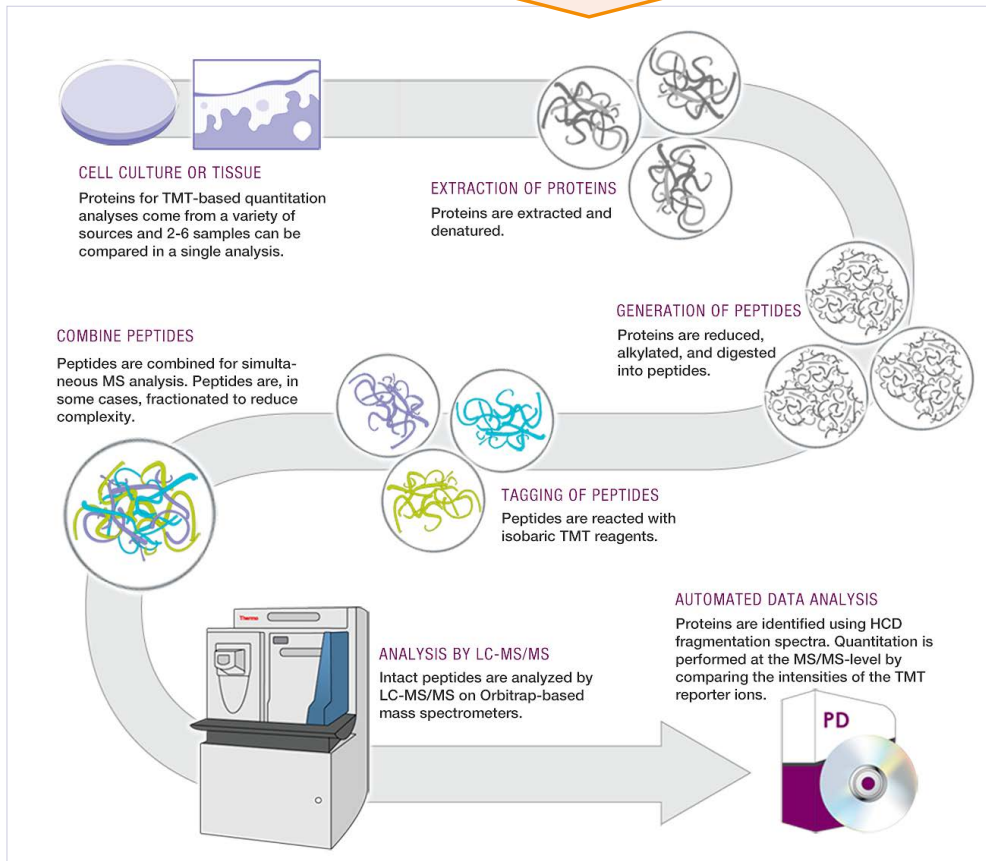 CELL CULTURE OR TISSUE
Proteins for TMT-based quantitation
analyses come from a variety of
sources and 2-6 samples can be
compared in a single analysis.
EXTRACTION OF PROTEINS
Proteins are extracted and
denatured.
GENERATION OF PEPTIDES
Proteins are reduced,
alkylated, and digested
into peptides.
TAGGING OF PEPTIDES
Peptides are reacted with
isobaric TMT reagents.
COMBINE PEPTIDES
Peptides are combined for simulta-
neous MS analysis. Peptides are, in
some cases, fractionated to reduce
complexity.
Thermo
ANALYSIS BY LC-MS/MS
Intact peptides are analyzed by
LC-MS/MS on Orbitrap-based
mass spectrometers.
AUTOMATED DATA ANALYSIS
Proteins are identified using HCD
fragmentation spectra. Quantitation is
performed at the MS/MS-level by
comparing the intensities of the TMT
reporter ions.
PD